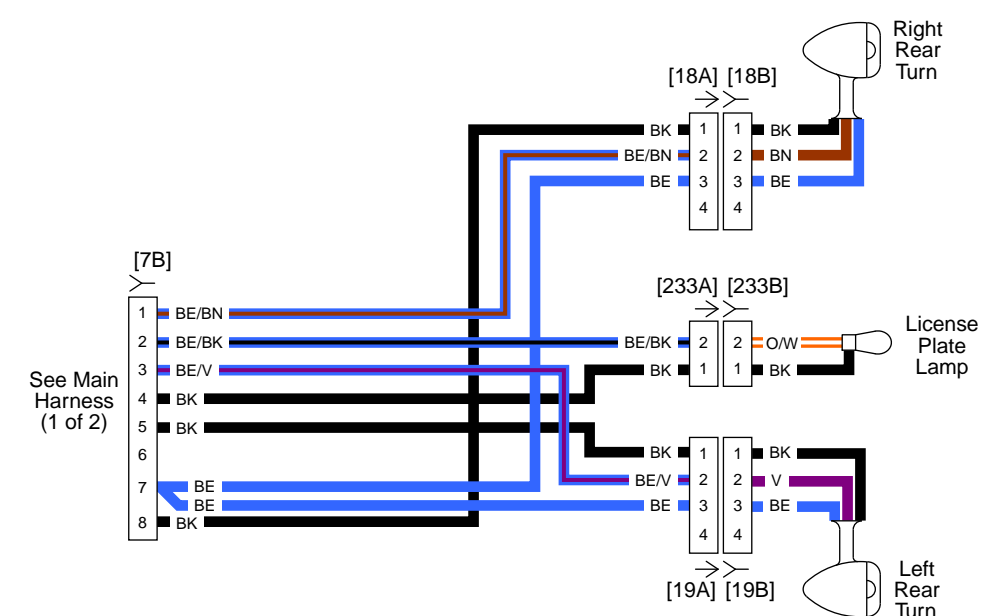 Right
Rear
Turn
[18A] [18B]
BK 1 1 BK
BE/BN 2 2 BN
BE 3 3 BE
4 4
[7B]
See Main
Harness
(1 of 2)
1 BE/BN
2 BE/BK
3 BE/V
4 BK
5 BK
6
7 BE
BE
8 BK
[233A] [233B]
BE/BK 2 2 O/W
BK 1 1 BK
License
Plate
Lamp
BK 1 1 BK
BE/V 2 2 V
BE 3 3 BE
4 4
[19A] [19B]
Left
Rear
Turn